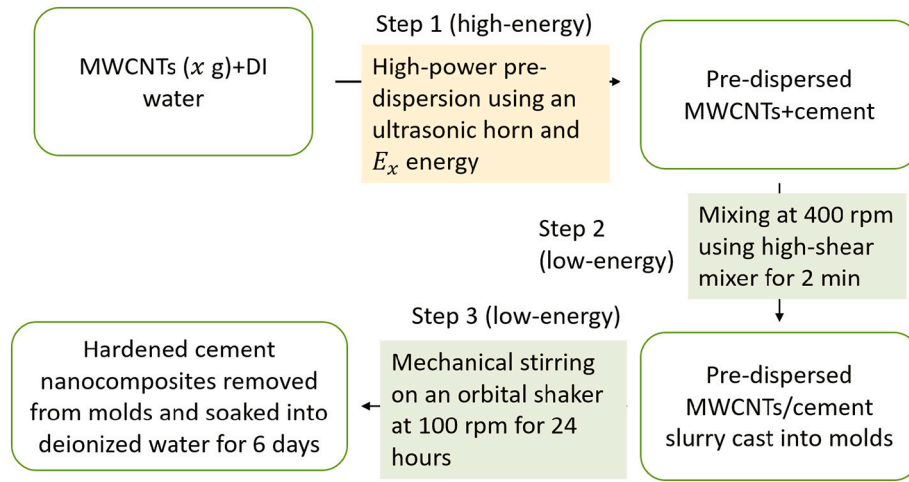 MWCNTs (𝑥 g)+DI
water
Step 1 (high-energy)
High-power pre-
dispersion using an
ultrasonic horn and
𝐸𝑥 energy
Pre-dispersed
MWCNTs+cement
Step 2
(low-energy)
Mixing at 400 rpm
using high-shear
mixer for 2 min
Pre-dispersed
MWCNTs/cement
slurry cast into molds
Step 3 (low-energy)
Mechanical stirring
on an orbital shaker
at 100 rpm for 24
hours
Hardened cement
nanocomposites removed
from molds and soaked into
deionized water for 6 days